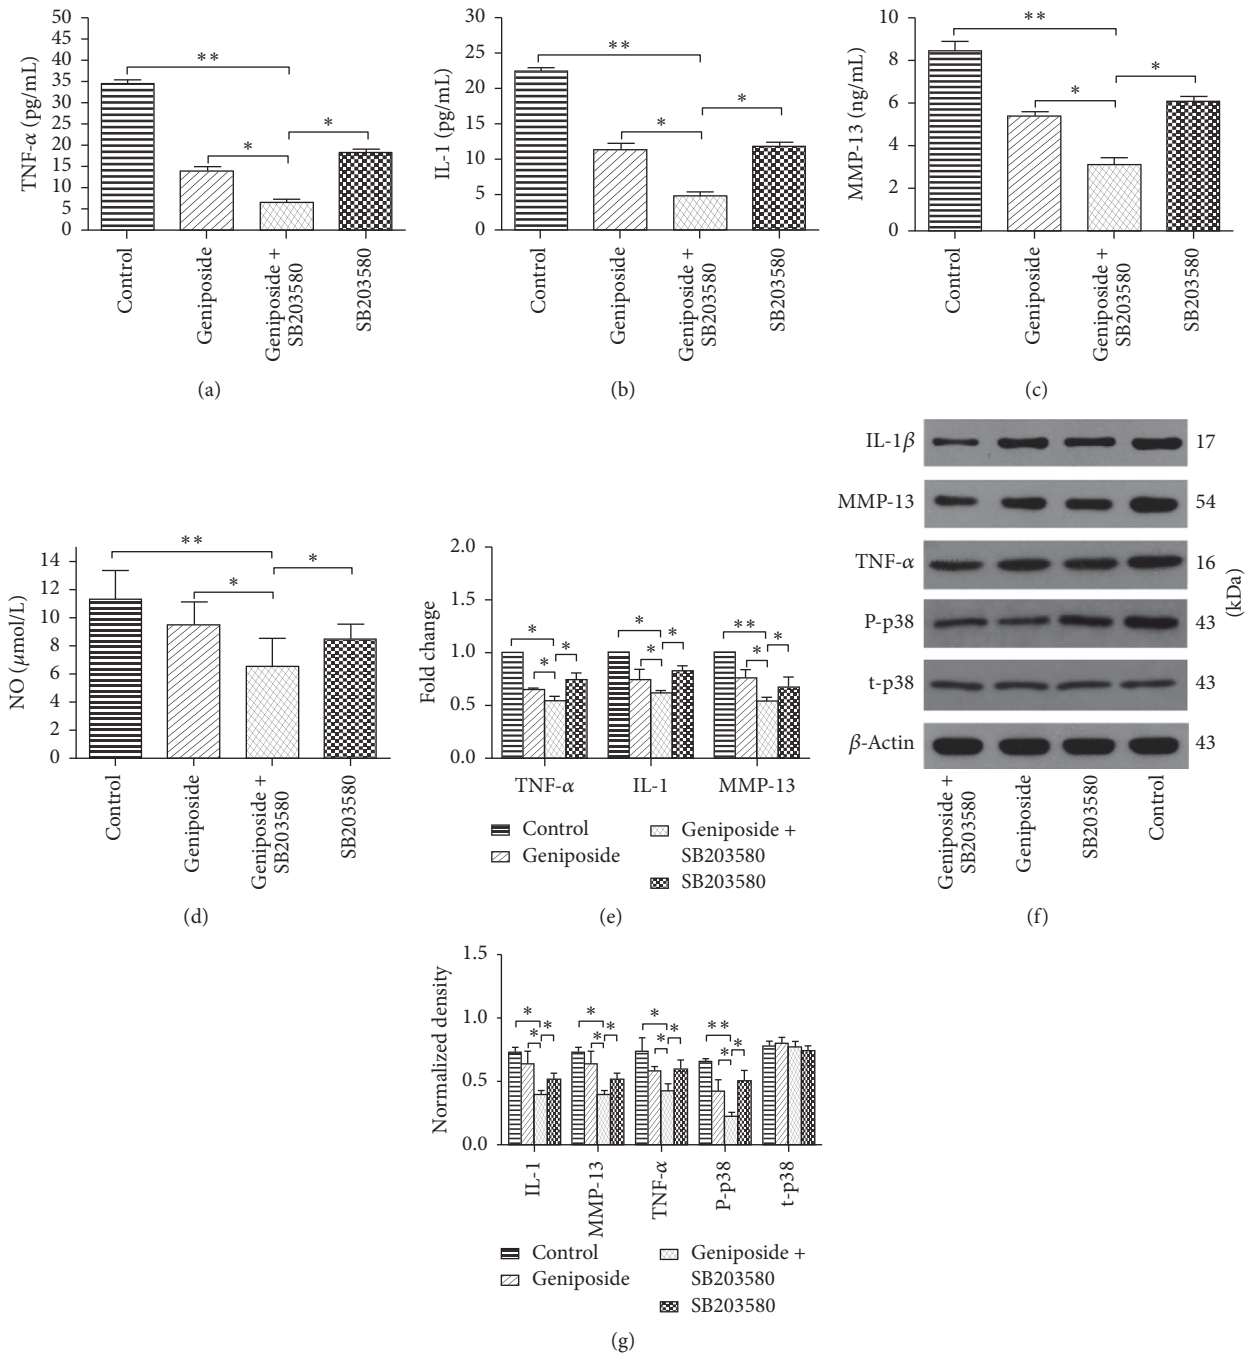 TNF-α (pg/mL)
50
45
40
35
30
25
20
15
10
5
0
**
*
*
Control
Geniposide
Geniposide +
SB203580
SB203580
(a)
IL-1 (pg/mL)
30
25
20
15
10
5
0
**
*
*
Control
Geniposide
Geniposide +
SB203580
SB203580
(b)
MMP-13 (ng/mL)
10
8
6
4
2
0
**
*
*
Control
Geniposide
Geniposide +
SB203580
SB203580
(c)
NO (μmol/L)
14
12
10
8
6
4
2
0
**
*
*
Control
Geniposide
Geniposide +
SB203580
SB203580
(d)
Fold change
2.0
1.5
1.0
0.5
0.0
* * *
* * *
** * *
TNF-α IL-1 MMP-13
Control
Geniposide
Geniposide +
SB203580
SB203580
(e)
IL-1β 17
MMP-13 54
TNF-α 16
P-p38 43
t-p38 43
β-Actin 43
(kDa)
Geniposide +
SB203580
Geniposide
SB203580
Control
(f)
Normalized density
1.5
1.0
0.5
0.0
* * *
* * *
* * *
** * *
IL-1
MMP-13
TNF-α
P-p38
t-p38
Control
Geniposide
Geniposide +
SB203580
SB203580
(g)